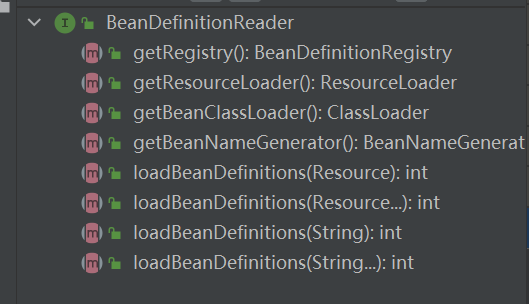 BeanDefinitionReader
getRegistry(): BeanDefinitionRegistry
getResourceLoader(): ResourceLoader
getBeanClassLoader(): ClassLoader
getBeanNameGenerator(): BeanNameGenerat
loadBeanDefinitions(Resource): int
loadBeanDefinitions(Resource...): int
loadBeanDefinitions(String): int
loadBeanDefinitions(String...): int